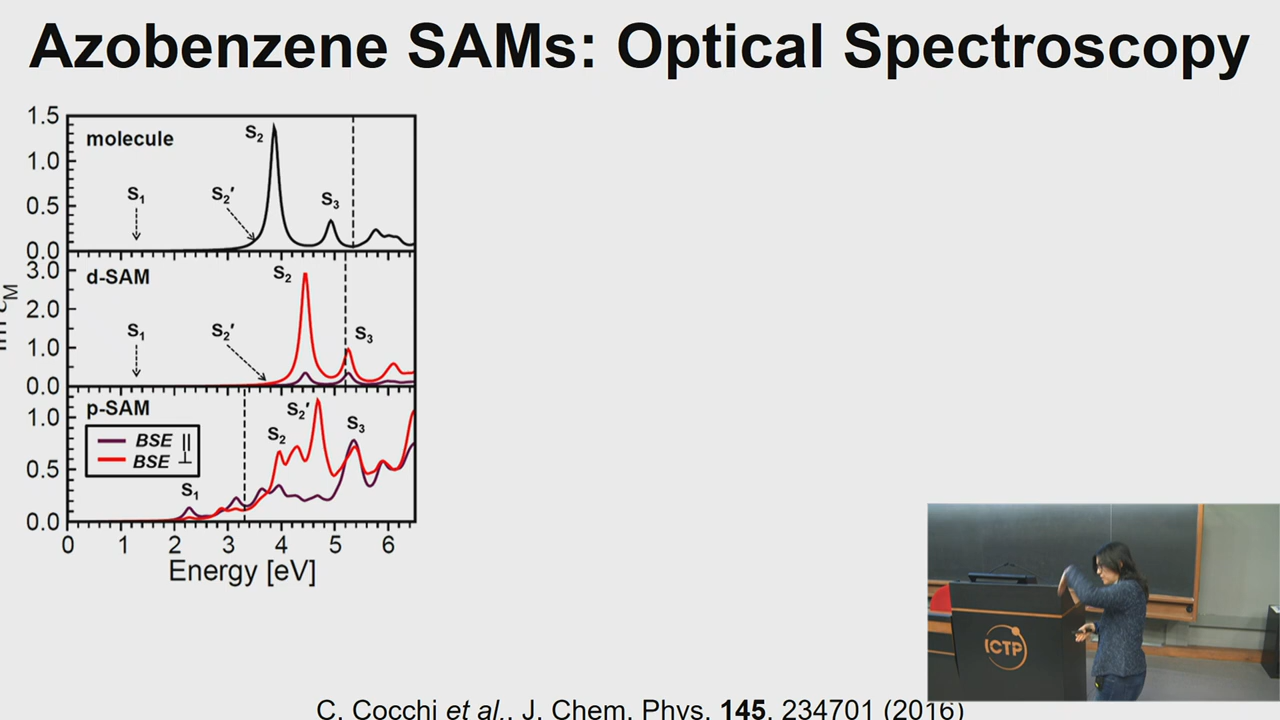 Azobenzene SAMs: Optical Spectroscopy
1.5
molecule
S₂
1.0
S₁
S₂′
S₃
0.5
0.0
3.0
d-SAM
S₂
2.0
S₁
S₂′
S₃
1.0
0.0
p-SAM
S₂′
1.0
BSE ||
S₂
S₃
BSE ⊥
0.5
S₁
0.0
0 1 2 3 4 5 6
Energy [eV]
ICTP
C. Cocchi et al., J. Chem. Phys. 145, 234701 (2016)